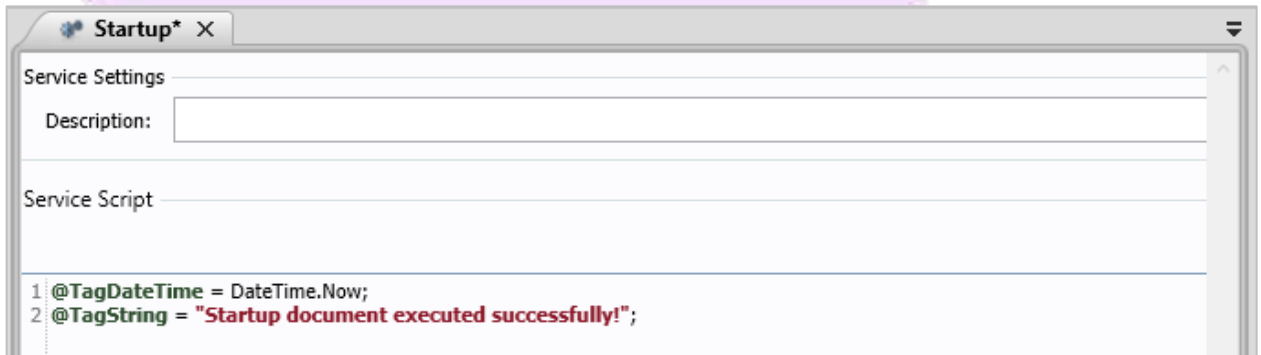 Startup*
Service Settings
Description:
Service Script
1 @TagDateTime = DateTime.Now;
2 @TagString = "Startup document executed successfully!";